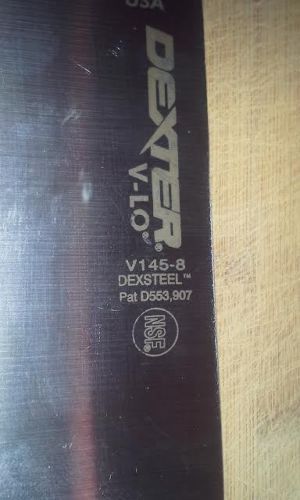 USA
DEXTER®
V-LO®
V145-8
DEXSTEEL™
Pat D553,907
NSF®